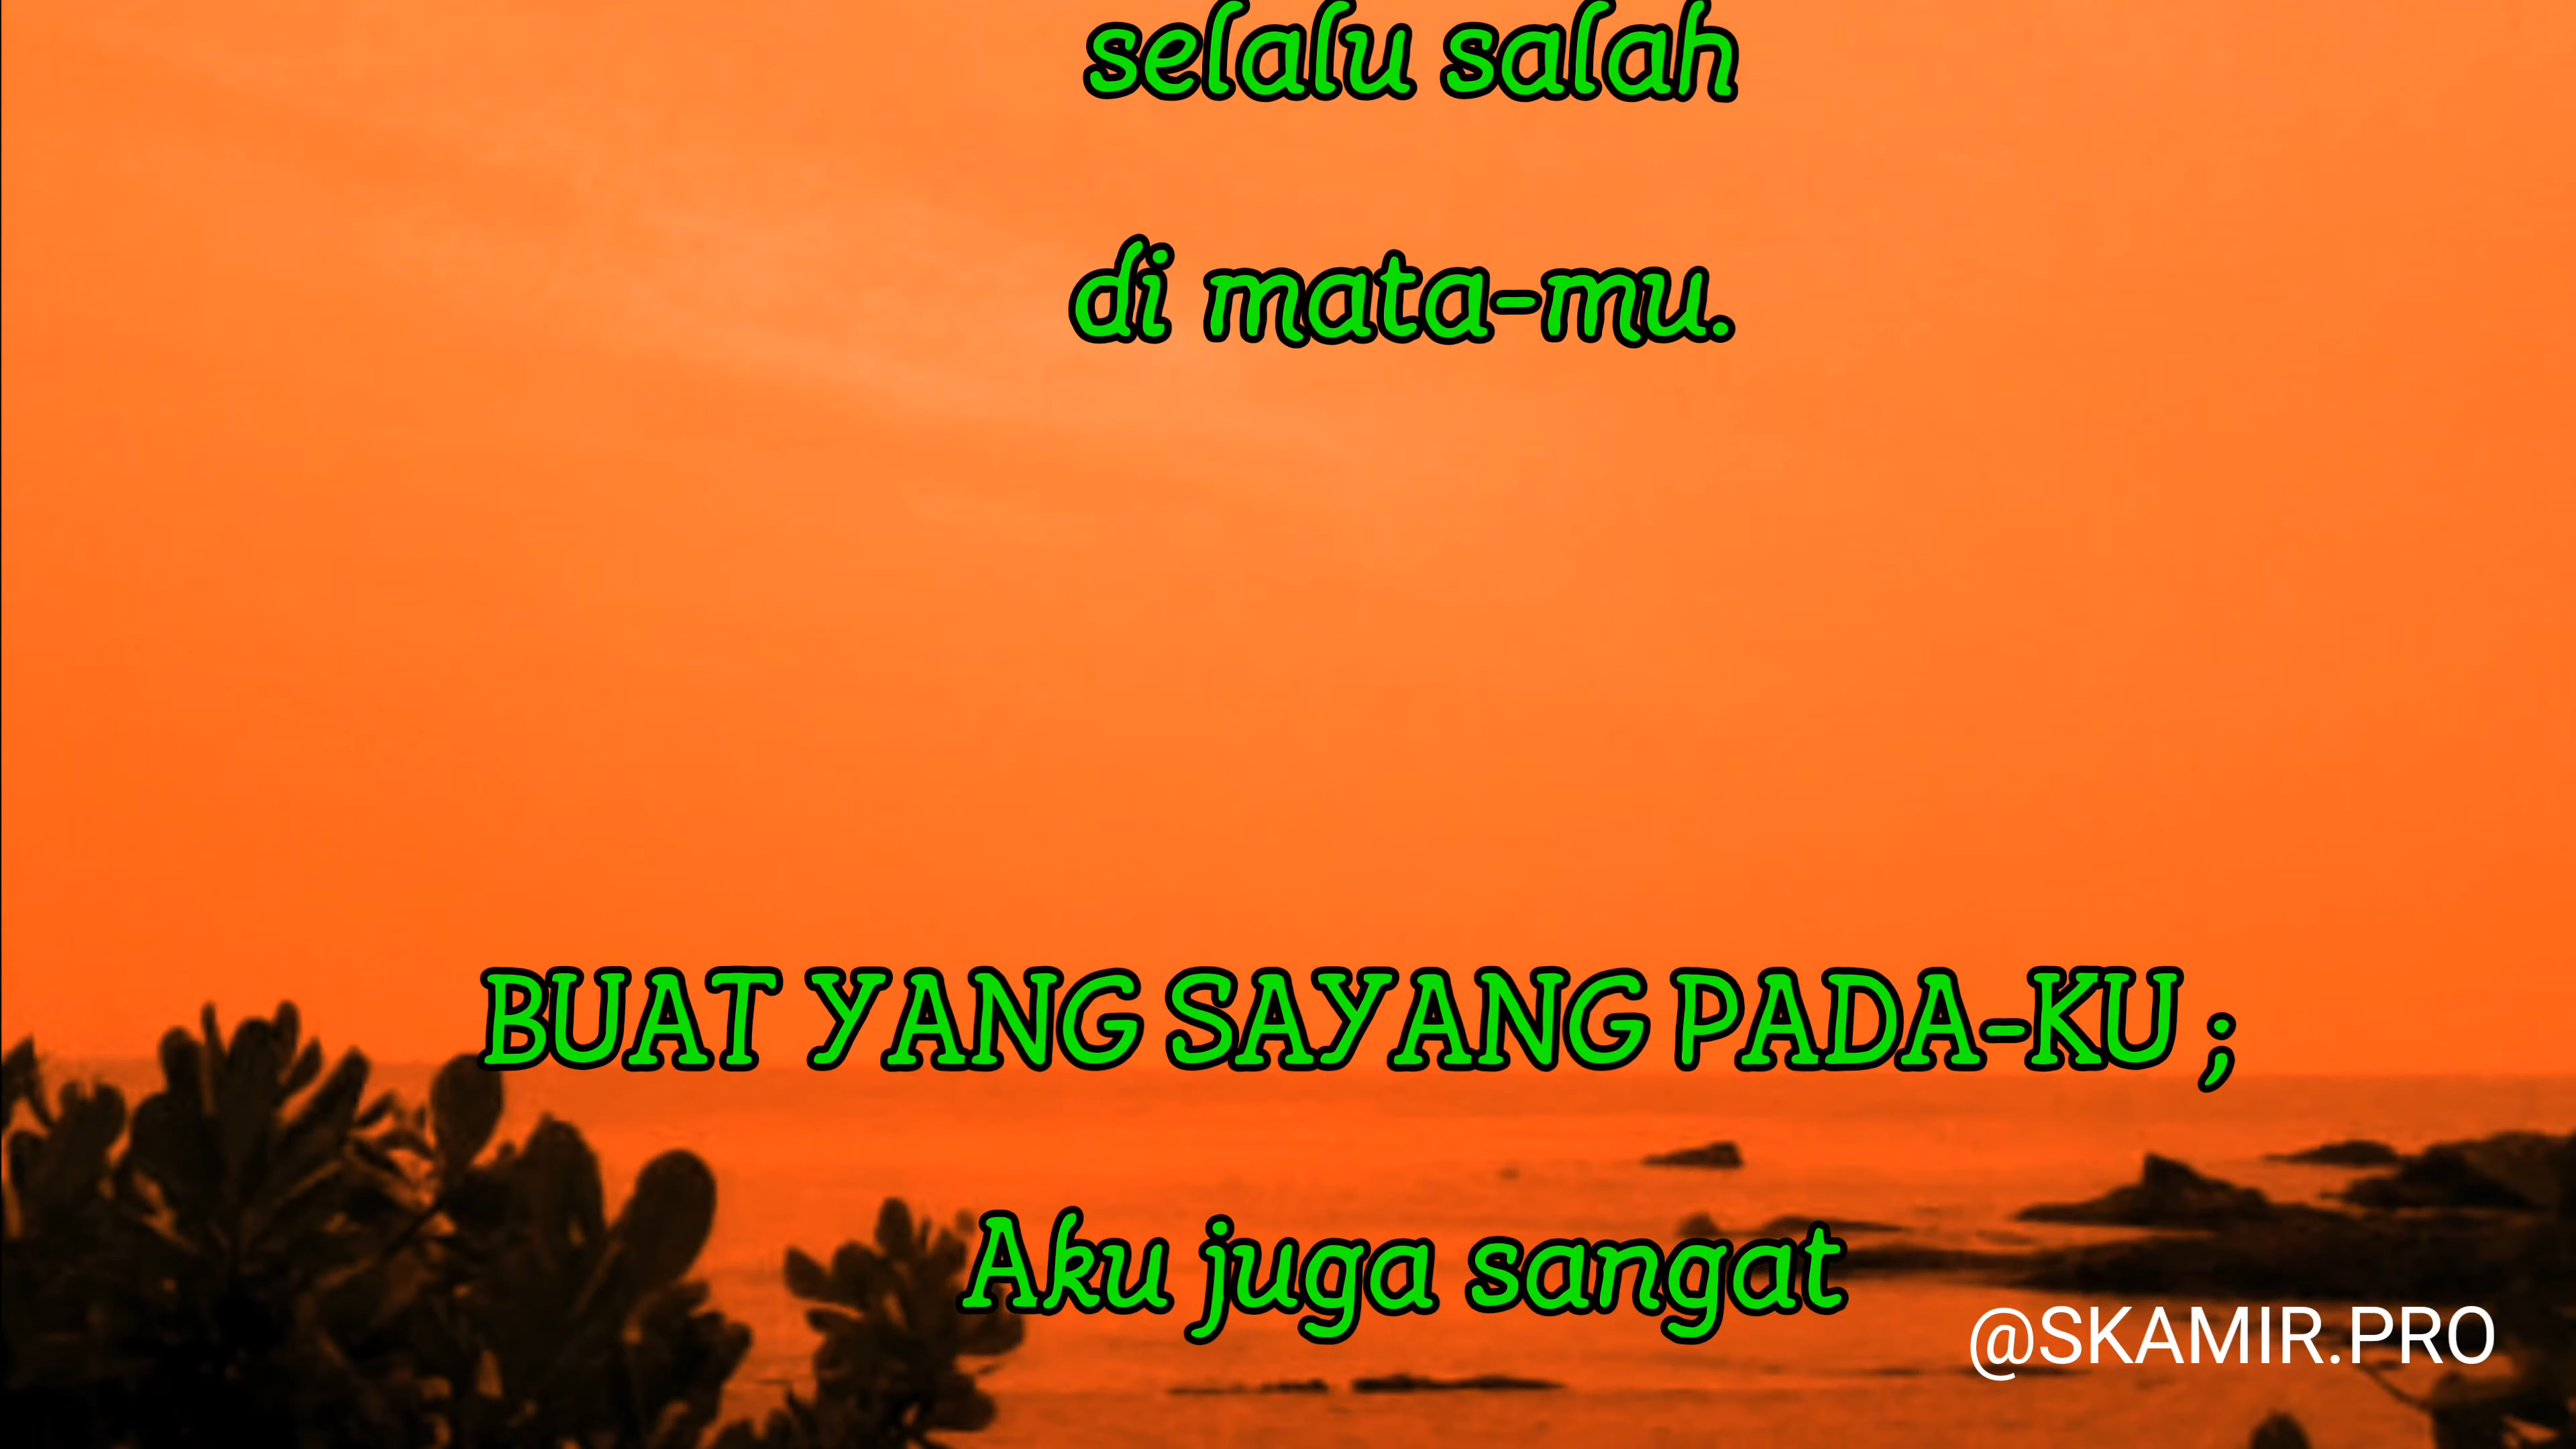 selalu salah
di mata-mu.
BUAT YANG SAYANG PADA-KU ;
Aku juga sangat
@SKAMIR.PRO